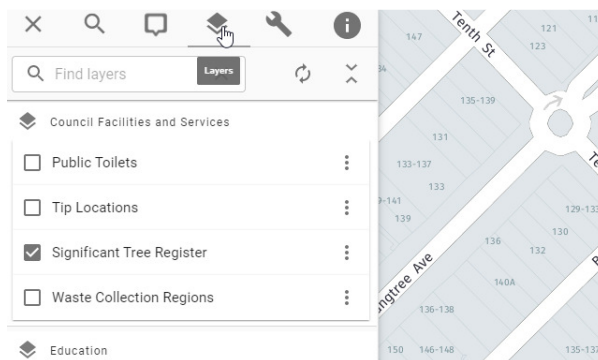 Find layers
Layers
Council Facilities and Services
Public Toilets
Tip Locations
Significant Tree Register
Waste Collection Regions
Education
Tenth St
147
121
123
135-139
131
133-137
133
139
129-133
130
136
132
140A
136-138
150
146-148
135-137